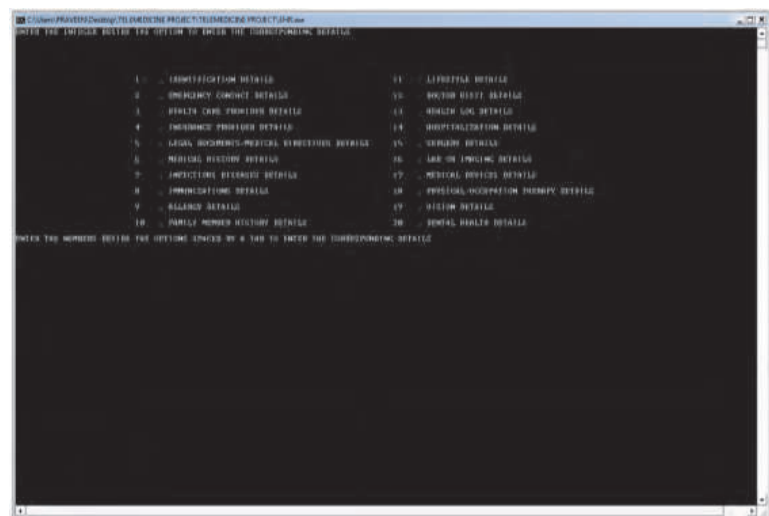 C:\Users\PRAVEEN\Desktop\TELEMEDICINE PROJECT\TELEMEDICINE PROJECT\EHR.exe
ENTER THE INTEGER BESIDE THE OPTION TO ENTER THE CORRESPONDING DETAILS
1 . IDENTIFICATION DETAILS 11 . LIFESTYLE DETAILS
2 . EMERGENCY CONTACT DETAILS 12 . DOCTOR VISIT DETAILS
3 . HEALTH CARE PROVIDER DETAILS 13 . HEALTH LOG DETAILS
4 . INSURANCE PROVIDER DETAILS 14 . HOSPITALIZATION DETAILS
5 . LEGAL DOCUMENTS/MEDICAL DIRECTIVES DETAILS 15 . SURGERY DETAILS
6 . MEDICAL HISTORY DETAILS 16 . LAB OR IMAGING DETAILS
7 . INFECTIOUS DISEASES DETAILS 17 . MEDICAL DEVICES DETAILS
8 . IMMUNIZATIONS DETAILS 18 . PHYSICAL/OCCUPATION THERAPY DETAILS
9 . ALLERGY DETAILS 19 . VISION DETAILS
10 . FAMILY MEMBER HISTORY DETAILS 20 . DENTAL HEALTH DETAILS
ENTER THE NUMBERS BESIDE THE OPTIONS SPACED BY A TAB TO ENTER THE CORRESPONDING DETAILS